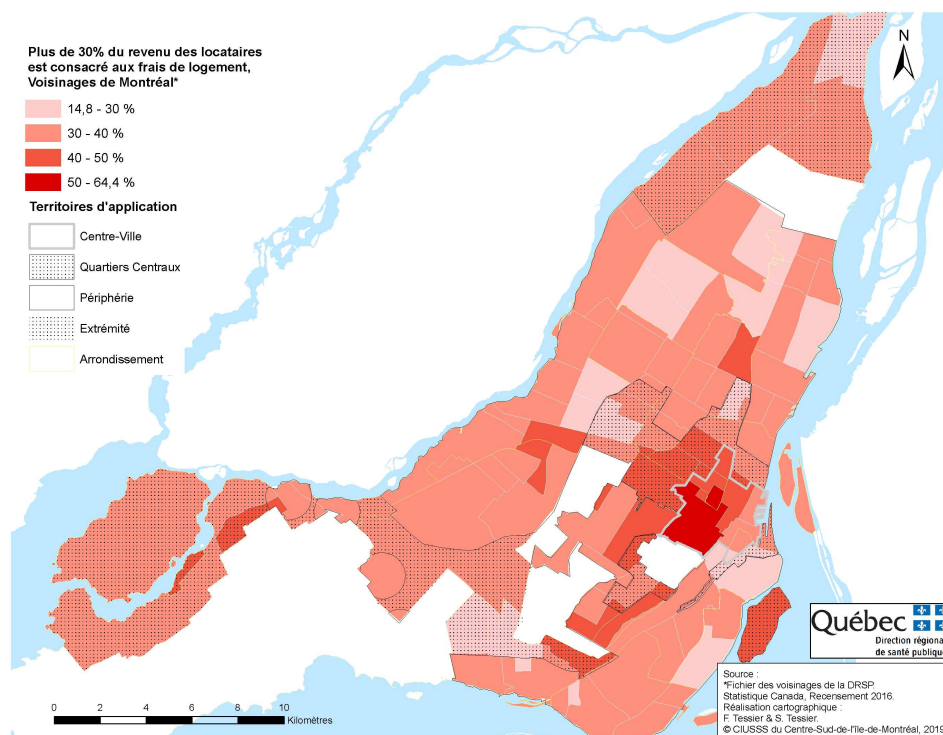 Plus de 30% du revenu des locataires
est consacré aux frais de logement,
Voisinages de Montréal*
14,8 - 30 %
30 - 40 %
40 - 50 %
50 - 64,4 %
Territoires d'application
Centre-Ville
Quartiers Centraux
Périphérie
Extrémité
Arrondissement
N
0 2 4 6 8 10
Kilomètres
Québec
Direction régiona
de santé publique
Source :
*Fichier des voisinages de la DRSP.
Statistique Canada, Recensement 2016.
Réalisation cartographique :
F. Tessier & S. Tessier.
© CIUSSS du Centre-Sud-de-l'Île-de-Montréal, 2019